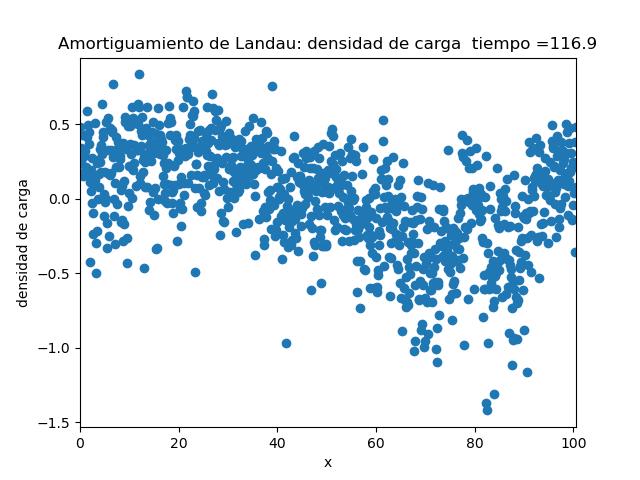 Amortiguamiento de Landau: densidad de carga  tiempo =116.9
densidad de carga
0.5
0.0
−0.5
−1.0
−1.5
0 20 40 60 80 100
x